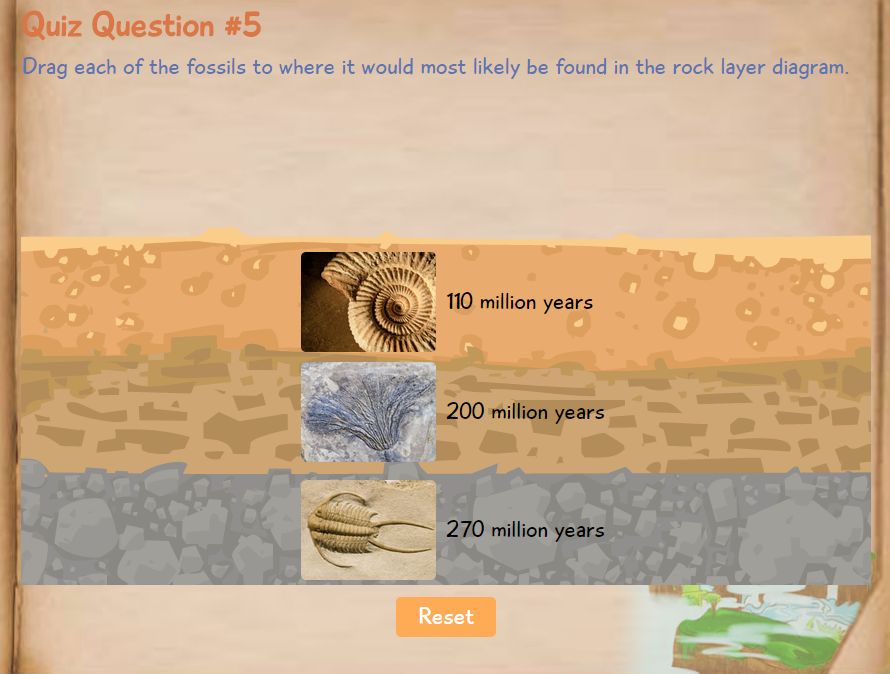 Quiz Question #5
Drag each of the fossils to where it would most likely be found in the rock layer diagram.
110 million years
200 million years
270 million years
Reset